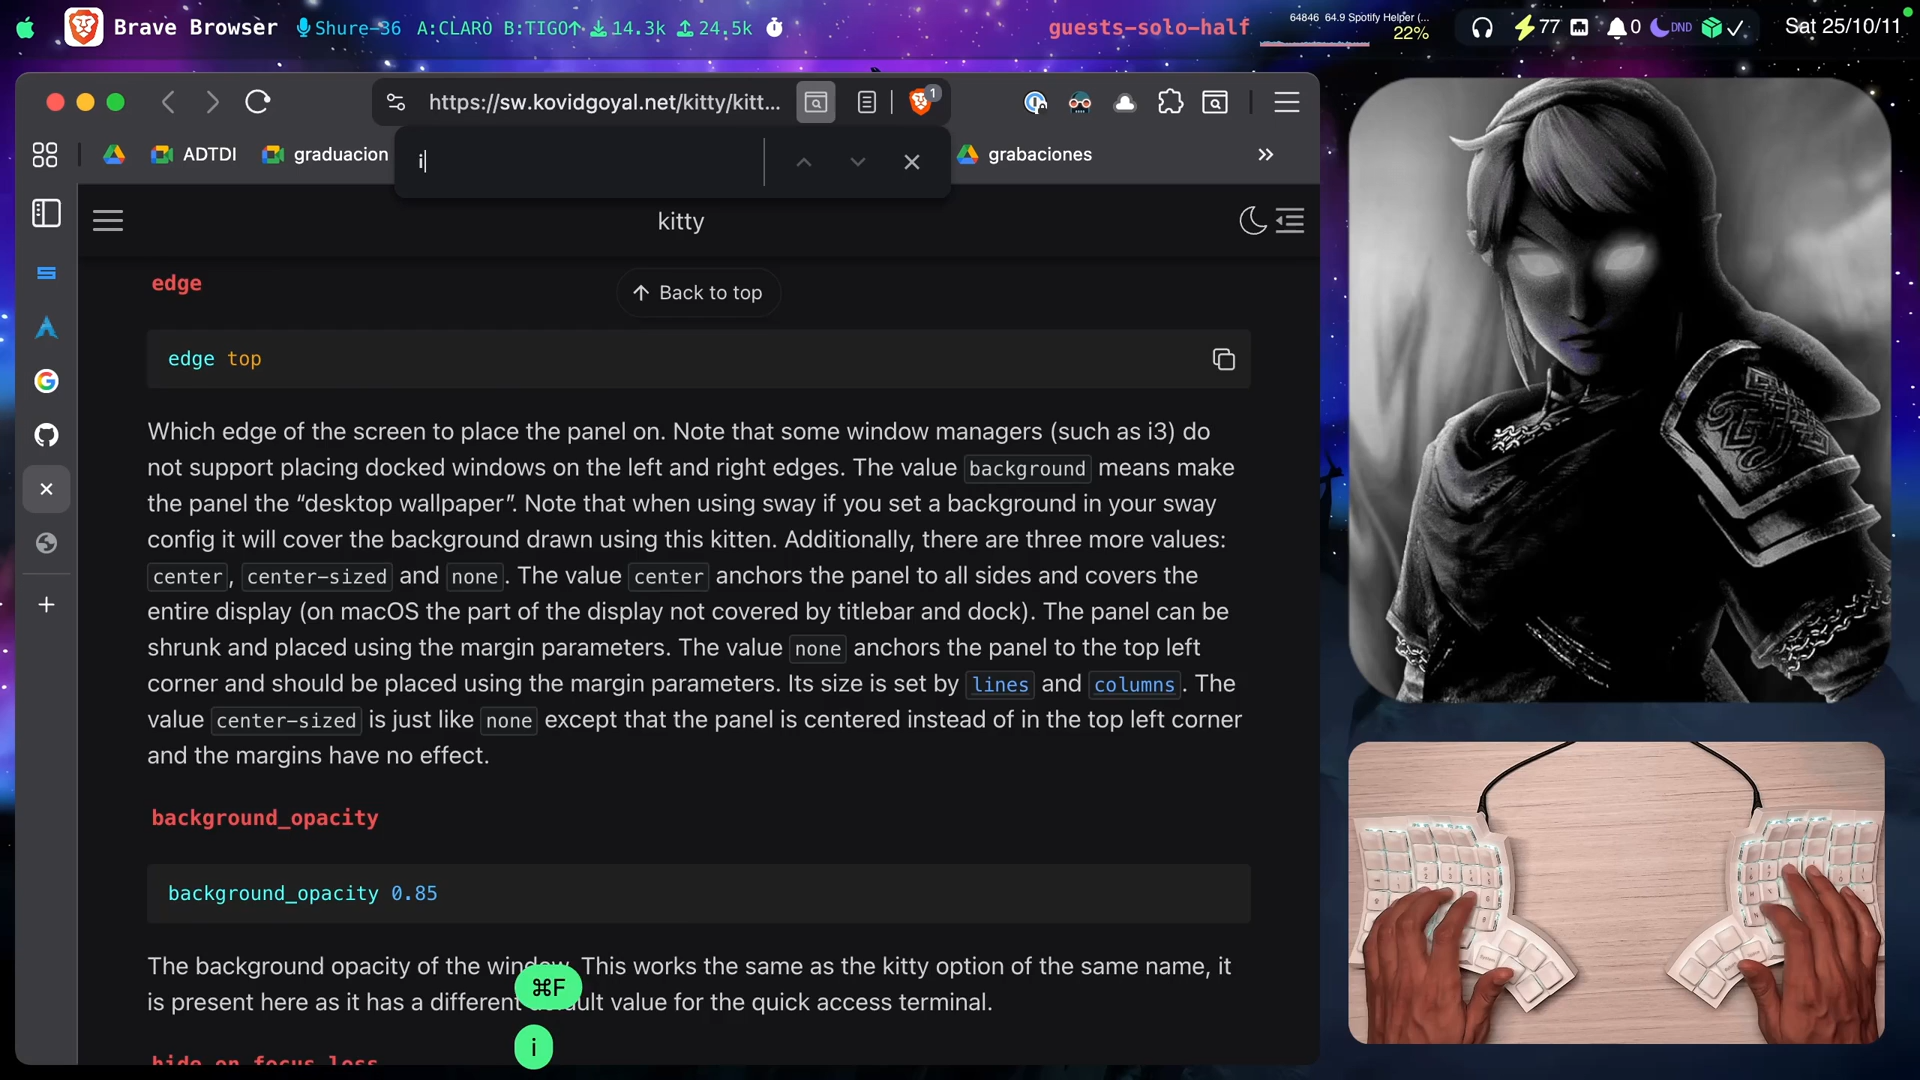 Brave Browser Shure-36 A:CLARO B:TIGO↑ 14.3k 24.5k guests-solo-half 64846 64.9 Spotify Helper (... 22% 77 0 DND Sat 25/10/11
https://sw.kovidgoyal.net/kitty/kitt... 1
ADTDI graduacion i grabaciones »
kitty
edge
↑ Back to top
edge top
Which edge of the screen to place the panel on. Note that some window managers (such as i3) do
not support placing docked windows on the left and right edges. The value background means make
the panel the “desktop wallpaper”. Note that when using sway if you set a background in your sway
config it will cover the background drawn using this kitten. Additionally, there are three more values:
center, center-sized and none. The value center anchors the panel to all sides and covers the
entire display (on macOS the part of the display not covered by titlebar and dock). The panel can be
shrunk and placed using the margin parameters. The value none anchors the panel to the top left
corner and should be placed using the margin parameters. Its size is set by lines and columns. The
value center-sized is just like none except that the panel is centered instead of in the top left corner
and the margins have no effect.
background_opacity
background_opacity 0.85
The background opacity of the window. This works the same as the kitty option of the same name, it
is present here as it has a different default value for the quick access terminal.
⌘F
hide_on_focus_loss
i